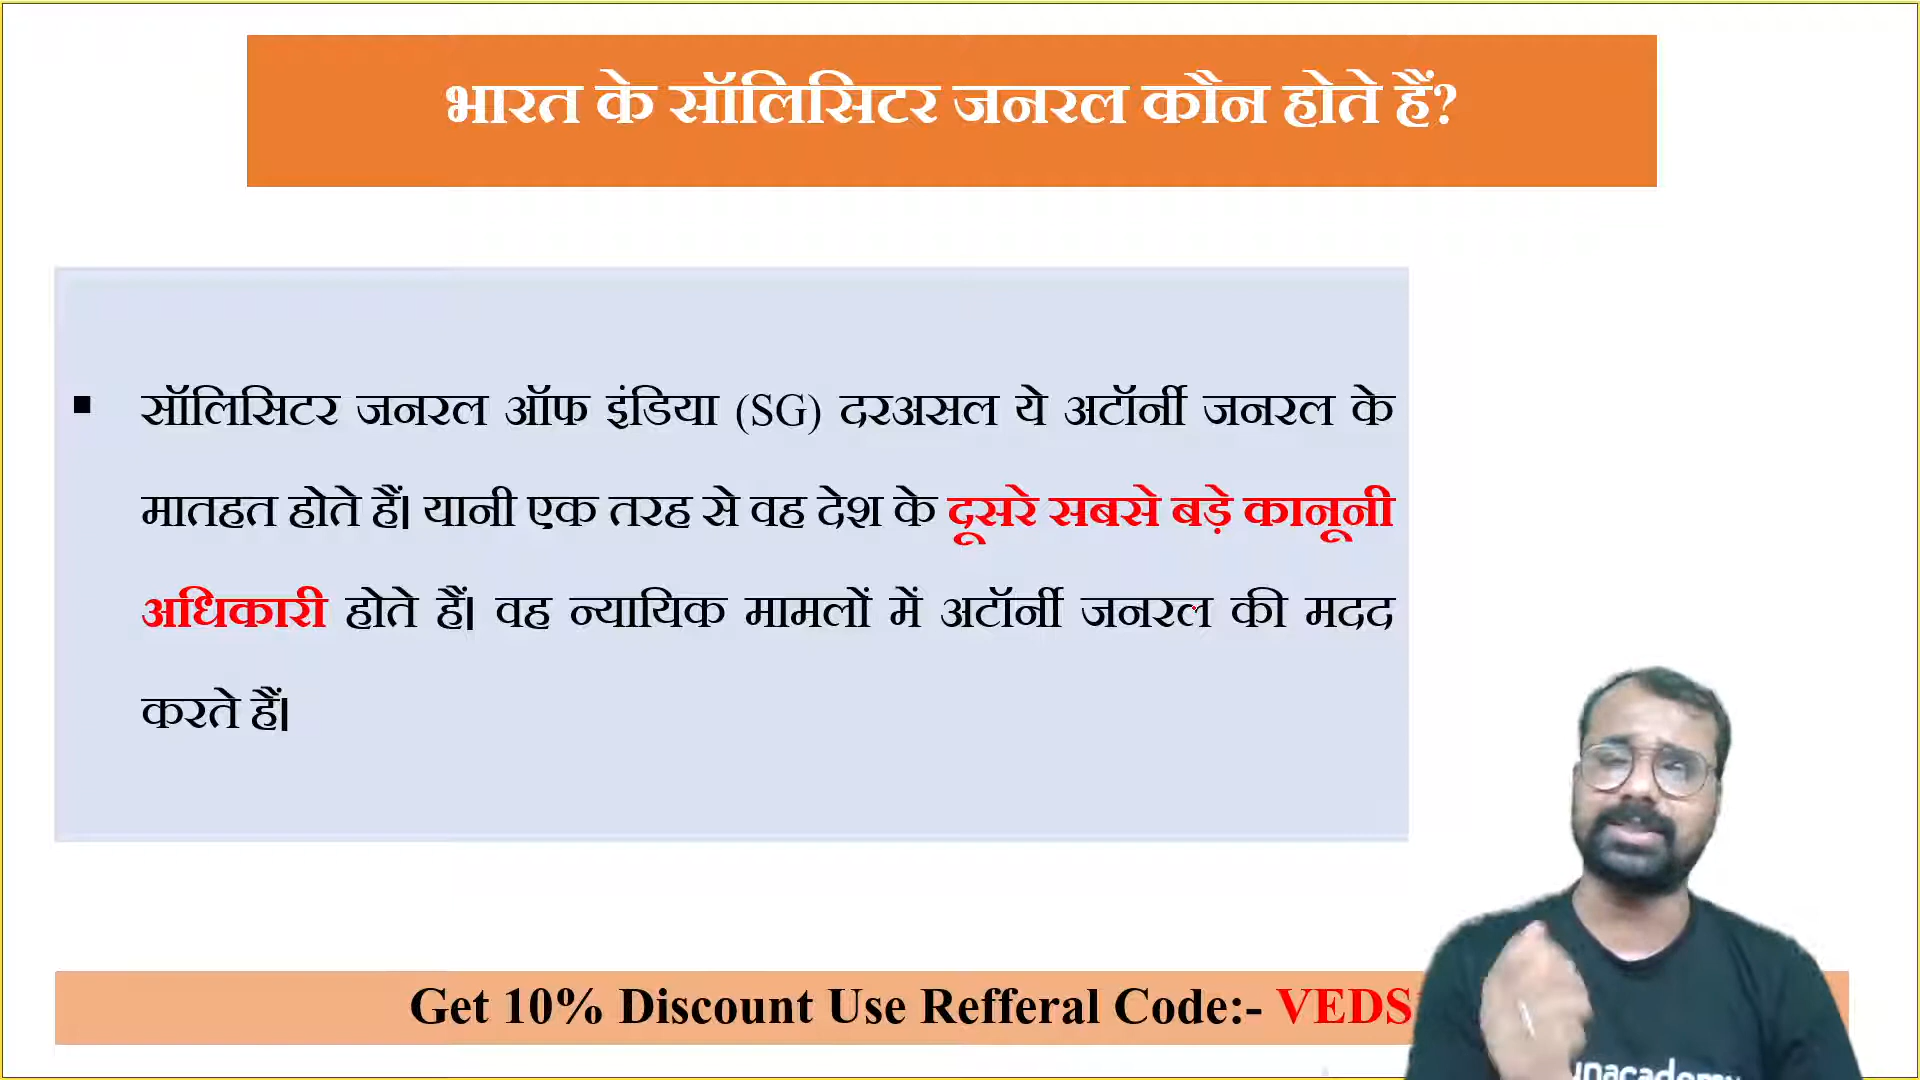 भारत के सॉलिसिटर जनरल कौन होते हैं?
▪ सॉलिसिटर जनरल ऑफ इंडिया (SG) दरअसल ये अटॉर्नी जनरल के
मातहत होते हैं। यानी एक तरह से वह देश के दूसरे सबसे बड़े कानूनी
अधिकारी होते हैं। वह न्यायिक मामलों में अटॉर्नी जनरल की मदद
करते हैं।
Get 10% Discount Use Refferal Code:- VEDS
unacademy